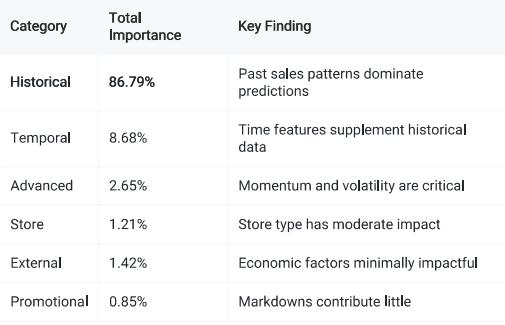 Category Total Importance Key Finding
Historical 86.79% Past sales patterns dominate predictions
Temporal 8.68% Time features supplement historical data
Advanced 2.65% Momentum and volatility are critical
Store 1.21% Store type has moderate impact
External 1.42% Economic factors minimally impactful
Promotional 0.85% Markdowns contribute little